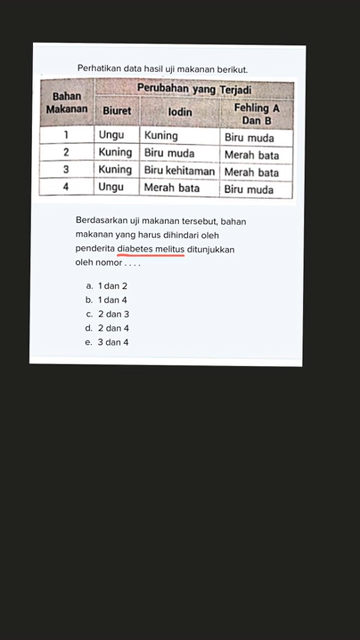 Perhatikan data hasil uji makanan berikut.
Bahan Makanan Perubahan yang Terjadi
Biuret Iodin Fehling A Dan B
1 Ungu Kuning Biru muda
2 Kuning Biru muda Merah bata
3 Kuning Biru kehitaman Merah bata
4 Ungu Merah bata Biru muda
Berdasarkan uji makanan tersebut, bahan
makanan yang harus dihindari oleh
penderita diabetes melitus ditunjukkan
oleh nomor . . . .
a. 1 dan 2
b. 1 dan 4
c. 2 dan 3
d. 2 dan 4
e. 3 dan 4